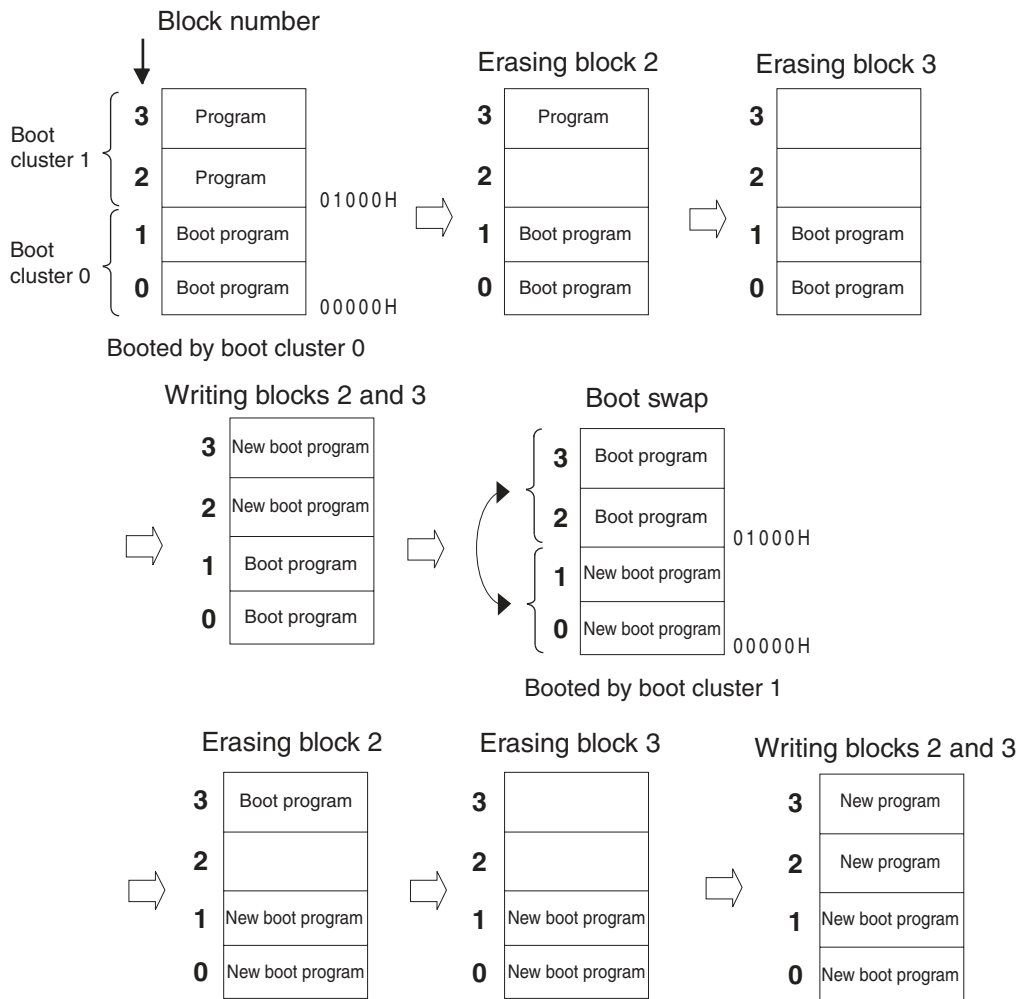 Block number
Erasing block 2
Erasing block 3
Boot
cluster 1
3 Program
2 Program
01000H
Boot
cluster 0
1 Boot program
0 Boot program
00000H
Booted by boot cluster 0
3 Program
2
1 Boot program
0 Boot program
3
2
1 Boot program
0 Boot program
Writing blocks 2 and 3
3 New boot program
2 New boot program
1 Boot program
0 Boot program
Boot swap
3 Boot program
2 Boot program
01000H
1 New boot program
0 New boot program
00000H
Booted by boot cluster 1
Erasing block 2
3 Boot program
2
1 New boot program
0 New boot program
Erasing block 3
3
2
1 New boot program
0 New boot program
Writing blocks 2 and 3
3 New program
2 New program
1 New boot program
0 New boot program